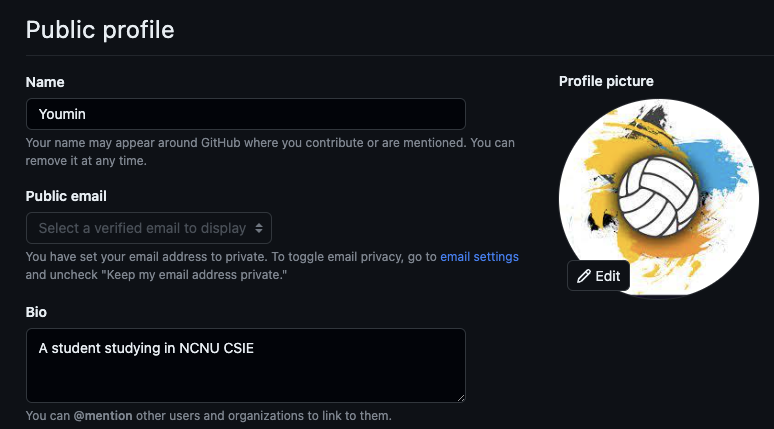 Public profile
Name
Youmin
Your name may appear around GitHub where you contribute or are mentioned. You can
remove it at any time.
Public email
Select a verified email to display
You have set your email address to private. To toggle email privacy, go to email settings
and uncheck "Keep my email address private."
Bio
A student studying in NCNU CSIE
You can @mention other users and organizations to link to them.
Profile picture
Edit